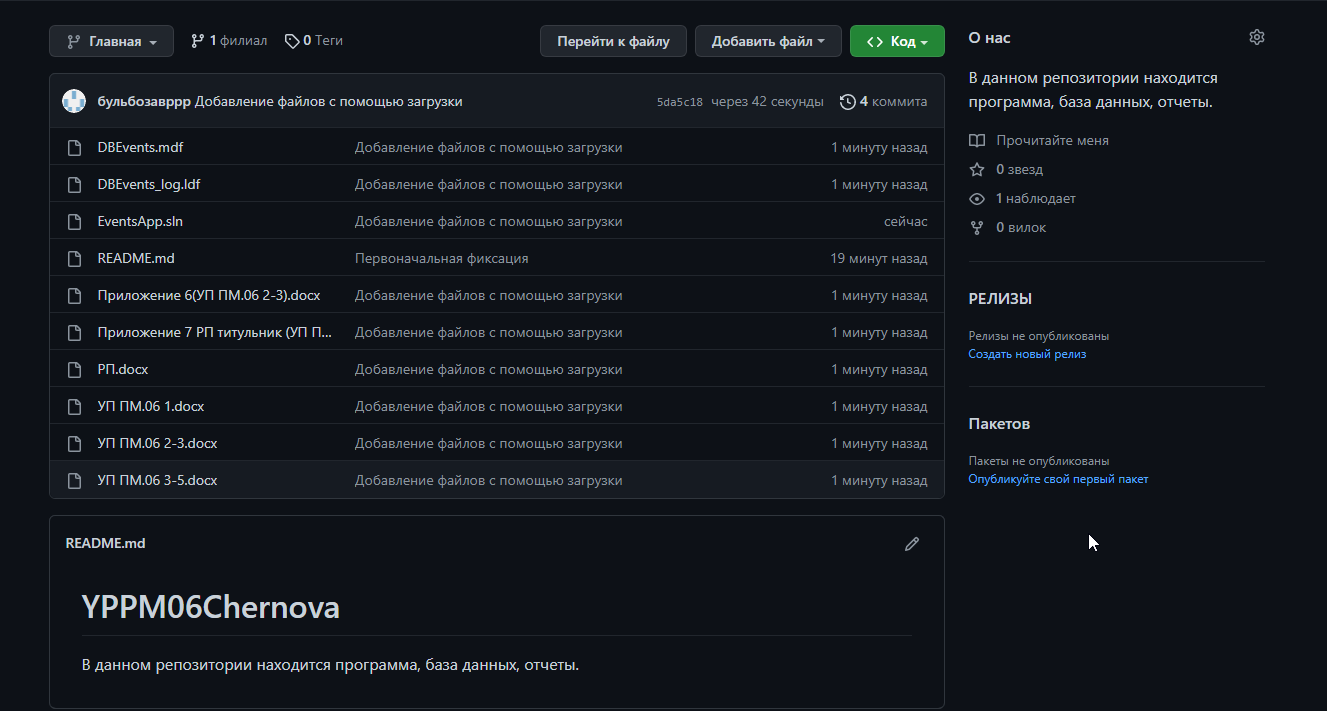 Главная 1 филиал 0 Теги Перейти к файлу Добавить файл Код
бульбозавррр Добавление файлов с помощью загрузки 5da5c18 через 42 секунды 4 коммита
DBEvents.mdf Добавление файлов с помощью загрузки 1 минуту назад
DBEvents_log.ldf Добавление файлов с помощью загрузки 1 минуту назад
EventsApp.sln Добавление файлов с помощью загрузки сейчас
README.md Первоначальная фиксация 19 минут назад
Приложение 6(УП ПМ.06 2-3).docx Добавление файлов с помощью загрузки 1 минуту назад
Приложение 7 РП титульник (УП П... Добавление файлов с помощью загрузки 1 минуту назад
РП.docx Добавление файлов с помощью загрузки 1 минуту назад
УП ПМ.06 1.docx Добавление файлов с помощью загрузки 1 минуту назад
УП ПМ.06 2-3.docx Добавление файлов с помощью загрузки 1 минуту назад
УП ПМ.06 3-5.docx Добавление файлов с помощью загрузки 1 минуту назад
README.md
YPPM06Chernova
В данном репозитории находится программа, база данных, отчеты.
О нас
В данном репозитории находится
программа, база данных, отчеты.
Прочитайте меня
0 звезд
1 наблюдает
0 вилок
РЕЛИЗЫ
Релизы не опубликованы
Создать новый релиз
Пакетов
Пакеты не опубликованы
Опубликуйте свой первый пакет